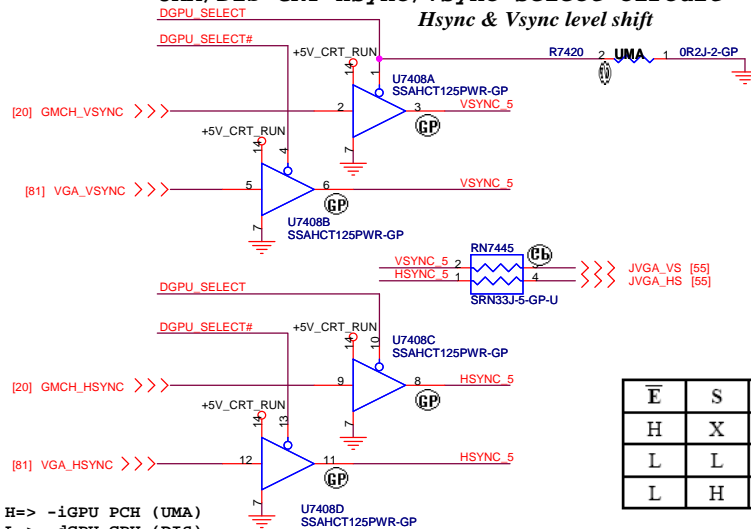 DGPU_SELECT
Hsync & Vsync level shift
DGPU_SELECT#
+5V_CRT_RUN
R7420 2 UMA 1 0R2J-2-GP
14
1
U7408A
SSAHCT125PWR-GP
[20] GMCH_VSYNC
2
3
VSYNC_5
GP
7
+5V_CRT_RUN
14
4
[81] VGA_VSYNC
5
6
VSYNC_5
GP
7
U7408B
SSAHCT125PWR-GP
RN7445
VSYNC_5 2
JVGA_VS [55]
HSYNC_5 1
4
JVGA_HS [55]
SRN33J-5-GP-U
DGPU_SELECT
DGPU_SELECT#
+5V_CRT_RUN
14
10
U7408C
SSAHCT125PWR-GP
[20] GMCH_HSYNC
9
8
HSYNC_5
GP
7
+5V_CRT_RUN
14
13
[81] VGA_HSYNC
12
11
HSYNC_5
GP
7
U7408D
SSAHCT125PWR-GP
E S
H X
L L
L H
H=> -iGPU PCH (UMA)